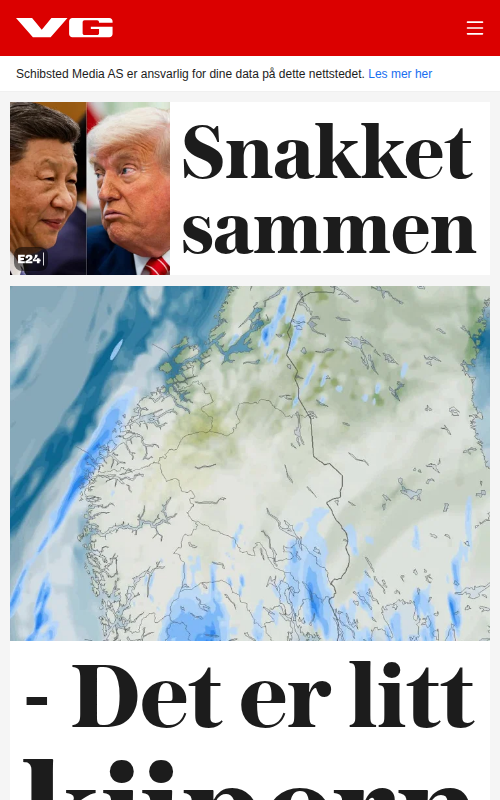 VG
Schibsted Media AS er ansvarlig for dine data på dette nettstedet. Les mer her
Snakket
sammen
E24
- Det er litt